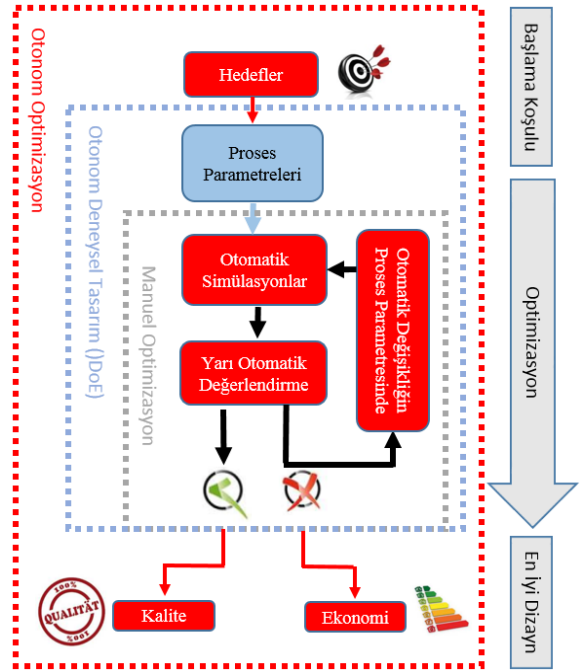 Otonom Optimizasyon
Hedefler
Başlama Koşulu
Otonom Deneysel Tasarım ()DoE)
Proses
Parametreleri
Manuel Optimizasyon
Otomatik
Simülasyonlar
Otomatik Değişikliğin
Proses Parametresinde
Optimizasyon
Yarı Otomatik
Değerlendirme
100%
QUALITÄT
100%
Kalite
Ekonomi
En İyi Dizayn